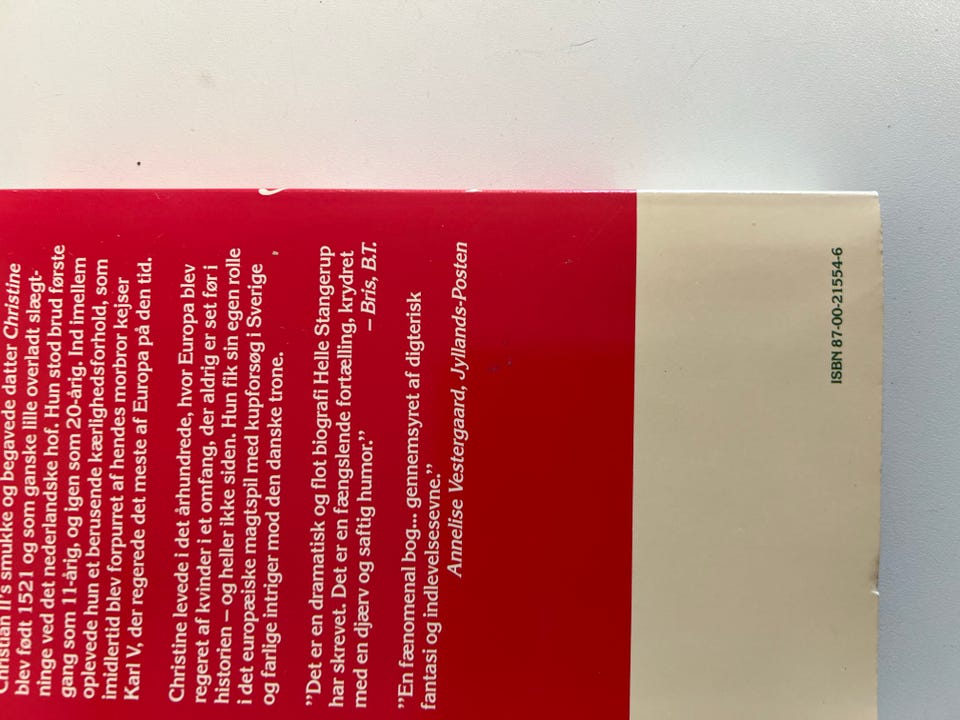 Christian II's smukke og begavede datter Christine
blev født 1521 og som ganske lille overladt slægt-
ninge ved det nederlandske hof. Hun stod brud første
gang som 11-årig, og igen som 20-årig. Ind imellem
oplevede hun et berusende kærlighedsforhold, som
imidlertid blev forpurret af hendes morbror kejser
Karl V, der regerede det meste af Europa på den tid.
Christine levede i det århundrede, hvor Europa blev
regeret af kvinder i et omfang, der aldrig er set før i
historien – og heller ikke siden. Hun fik sin egen rolle
i det europæiske magtspil med kupforsøg i Sverige
og farlige intriger mod den danske trone.
”Det er en dramatisk og flot biografi Helle Stangerup
har skrevet. Det er en fængslende fortælling, krydret
med en djærv og saftig humor.”
– Bris, B.T.
”En fænomenal bog... gennemsyret af digterisk
fantasi og indlevelsesevne.”
Annelise Vestergaard, Jyllands-Posten
ISBN 87-00-21554-6